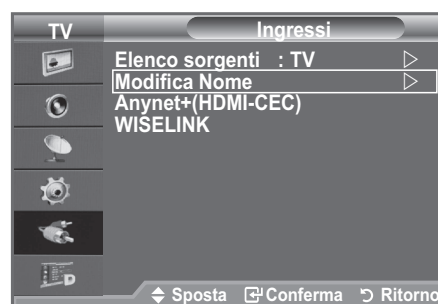 TV
Ingressi
Elenco sorgenti : TV
Modifica Nome
Anynet+(HDMI-CEC)
WISELINK
Sposta Conferma Ritorno